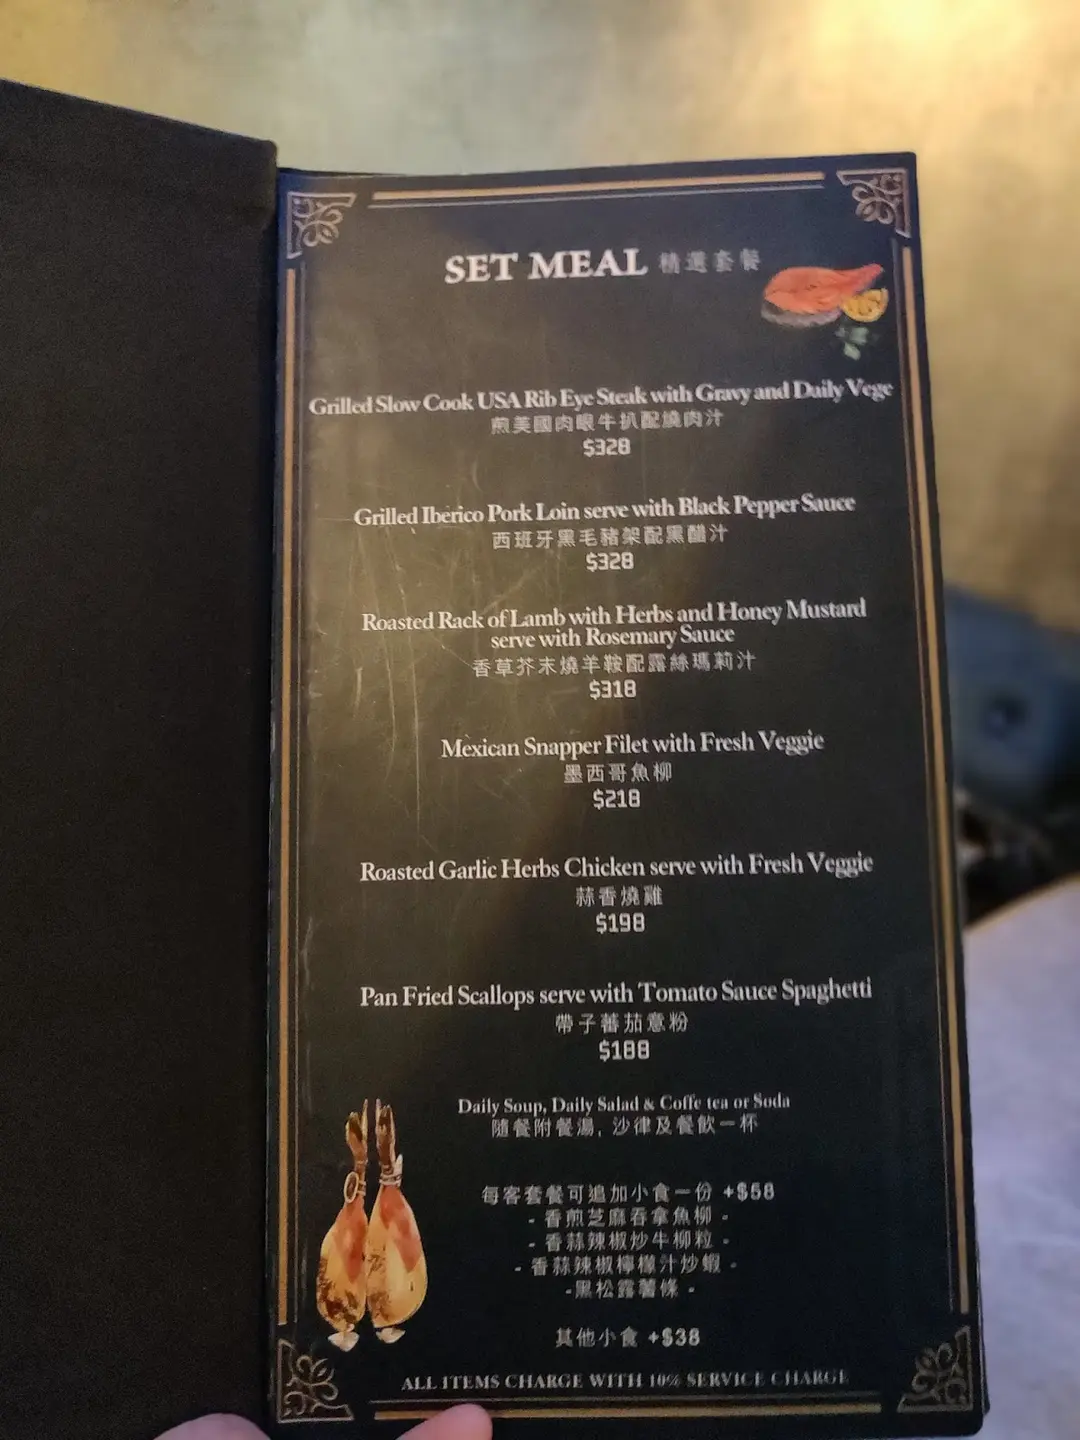 SET MEAL 精選套餐
Grilled Slow Cook USA Rib Eye Steak with Gravy and Daily Vege
煎美國肉眼牛扒配燒肉汁
$328
Grilled Iberico Pork Loin serve with Black Pepper Sauce
西班牙黑毛豬架配黑醋汁
$328
Roasted Rack of Lamb with Herbs and Honey Mustard
serve with Rosemary Sauce
香草芥末燒羊鞍配露絲瑪莉汁
$318
Mexican Snapper Filet with Fresh Veggie
墨西哥魚柳
$218
Roasted Garlic Herbs Chicken serve with Fresh Veggie
蒜香燒雞
$198
Pan Fried Scallops serve with Tomato Sauce Spaghetti
帶子蕃茄意粉
$188
Daily Soup, Daily Salad & Coffe tea or Soda
隨餐附餐湯, 沙律及餐飲一杯
每客套餐可追加小食一份 +$58
- 香煎芝麻吞拿魚柳 -
- 香蒜辣椒炒牛柳粒 -
- 香蒜辣椒檸檬汁炒蝦 -
-黑松露薯條 -
其他小食 +$38
ALL ITEMS CHARGE WITH 10% SERVICE CHARGE